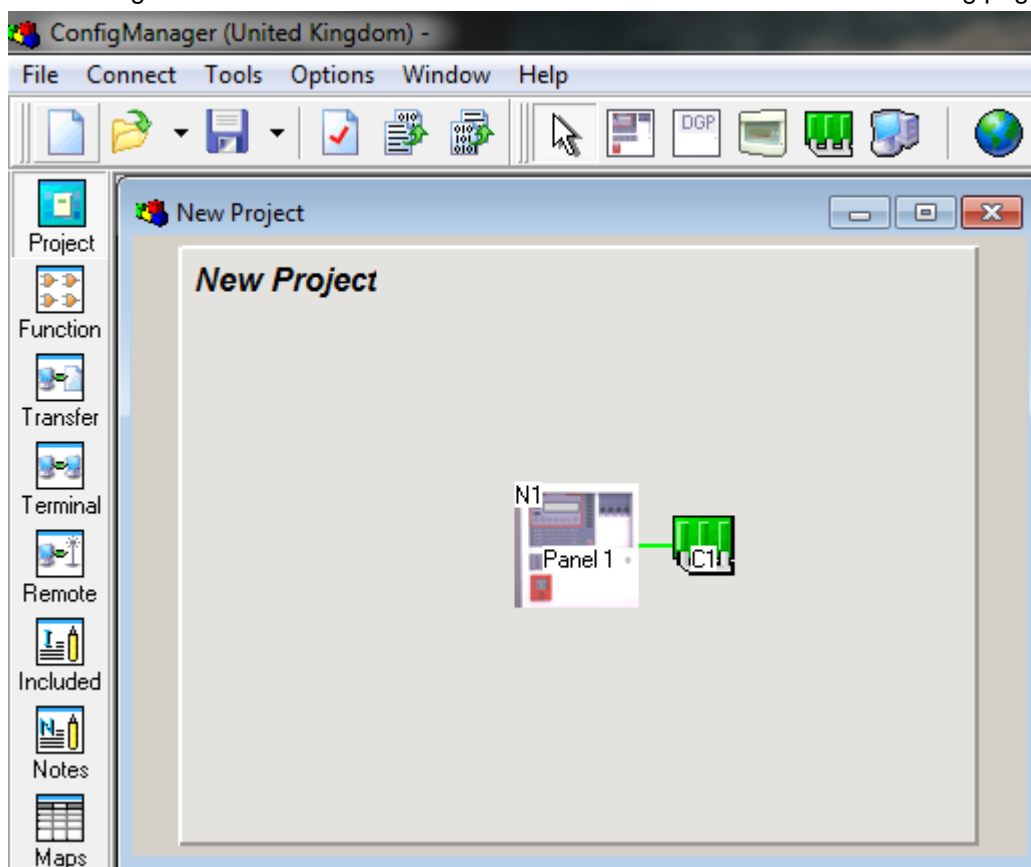 ConfigManager (United Kingdom) -
File Connect Tools Options Window Help
DGP
New Project
Project
New Project
Function
Transfer
Terminal
N1
Panel 1
C1
Remote
Included
Notes
Maps